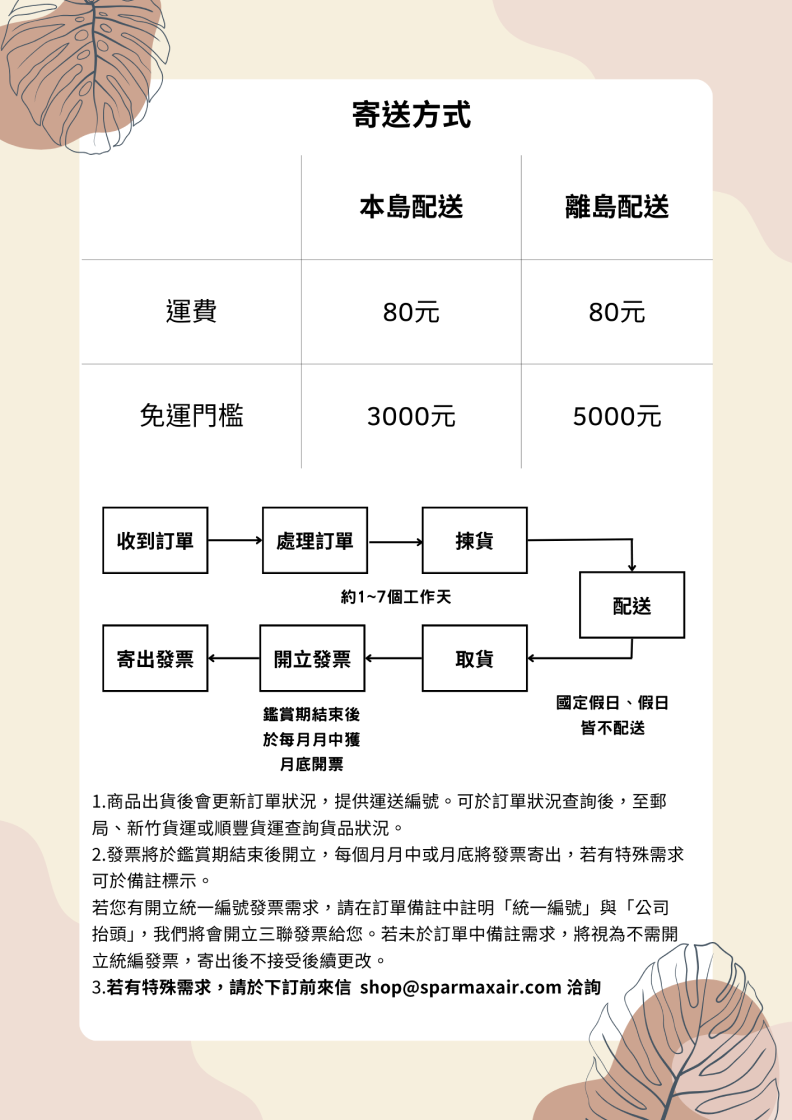 寄送方式
本島配送 離島配送
運費 80元 80元
免運門檻 3000元 5000元
收到訂單 處理訂單 揀貨
約1~7個工作天
配送
寄出發票 開立發票 取貨
國定假日、假日
皆不配送
鑑賞期結束後
於每月月中獲
月底開票
1.商品出貨後會更新訂單狀況，提供運送編號。可於訂單狀況查詢後，至郵
局、新竹貨運或順豐貨運查詢貨品狀況。
2.發票將於鑑賞期結束後開立，每個月月中或月底將發票寄出，若有特殊需求
可於備註標示。
若您有開立統一編號發票需求，請在訂單備註中註明「統一編號」與「公司
抬頭」，我們將會開立三聯發票給您。若未於訂單中備註需求，將視為不需開
立統編發票，寄出後不接受後續更改。
3.若有特殊需求，請於下訂前來信 shop@sparmaxair.com 洽詢